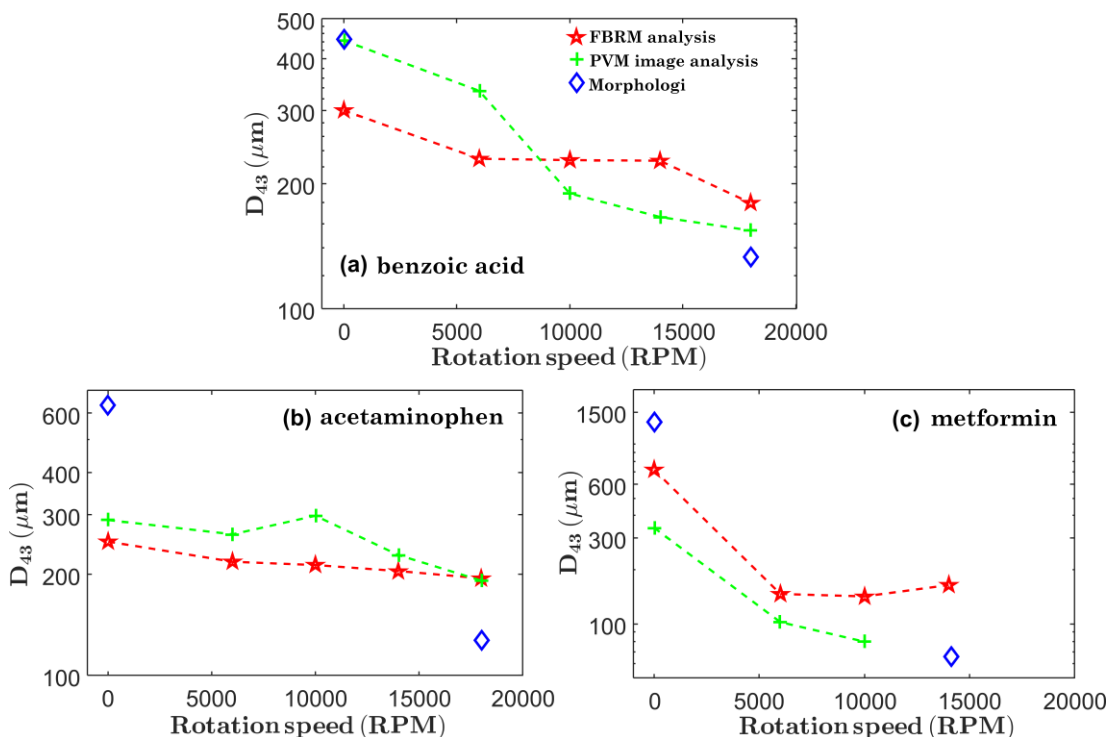 500
400
300
200
100
D43 (μm)
FBRM analysis
PVM image analysis
Morphologi
(a) benzoic acid
0 5000 10000 15000 20000
Rotation speed (RPM)
600
400
300
200
100
D43 (μm)
(b) acetaminophen
0 5000 10000 15000 20000
Rotation speed (RPM)
1500
600
300
100
D43 (μm)
(c) metformin
0 5000 10000 15000 20000
Rotation speed (RPM)